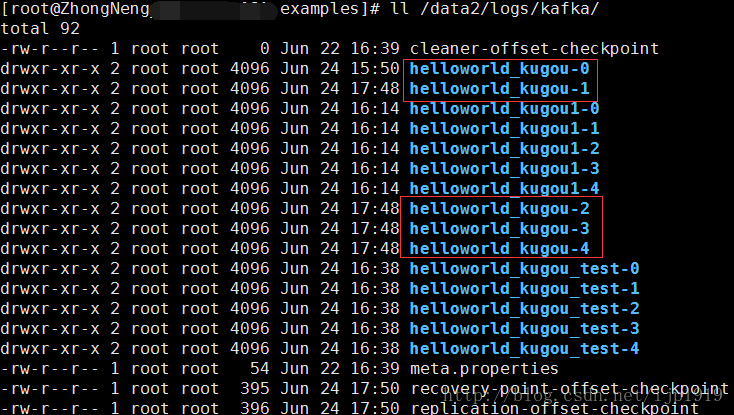 [root@ZhongNeng examples]# ll /data2/logs/kafka/
total 92
-rw-r--r-- 1 root root    0 Jun 22 16:39 cleaner-offset-checkpoint
drwxr-xr-x 2 root root 4096 Jun 24 15:50 helloworld_kugou-0
drwxr-xr-x 2 root root 4096 Jun 24 17:48 helloworld_kugou-1
drwxr-xr-x 2 root root 4096 Jun 24 16:14 helloworld_kugou1-0
drwxr-xr-x 2 root root 4096 Jun 24 16:14 helloworld_kugou1-1
drwxr-xr-x 2 root root 4096 Jun 24 16:14 helloworld_kugou1-2
drwxr-xr-x 2 root root 4096 Jun 24 16:14 helloworld_kugou1-3
drwxr-xr-x 2 root root 4096 Jun 24 16:14 helloworld_kugou1-4
drwxr-xr-x 2 root root 4096 Jun 24 17:48 helloworld_kugou-2
drwxr-xr-x 2 root root 4096 Jun 24 17:48 helloworld_kugou-3
drwxr-xr-x 2 root root 4096 Jun 24 17:48 helloworld_kugou-4
drwxr-xr-x 2 root root 4096 Jun 24 16:38 helloworld_kugou_test-0
drwxr-xr-x 2 root root 4096 Jun 24 16:38 helloworld_kugou_test-1
drwxr-xr-x 2 root root 4096 Jun 24 16:38 helloworld_kugou_test-2
drwxr-xr-x 2 root root 4096 Jun 24 16:38 helloworld_kugou_test-3
drwxr-xr-x 2 root root 4096 Jun 24 16:38 helloworld_kugou_test-4
-rw-r--r-- 1 root root   54 Jun 22 16:39 meta.properties
-rw-r--r-- 1 root root  395 Jun 24 17:50 recovery-point-offset-checkpoint
-rw-r--r-- 1 root root  396 Jun 24 17:50 replication-offset-checkpoint